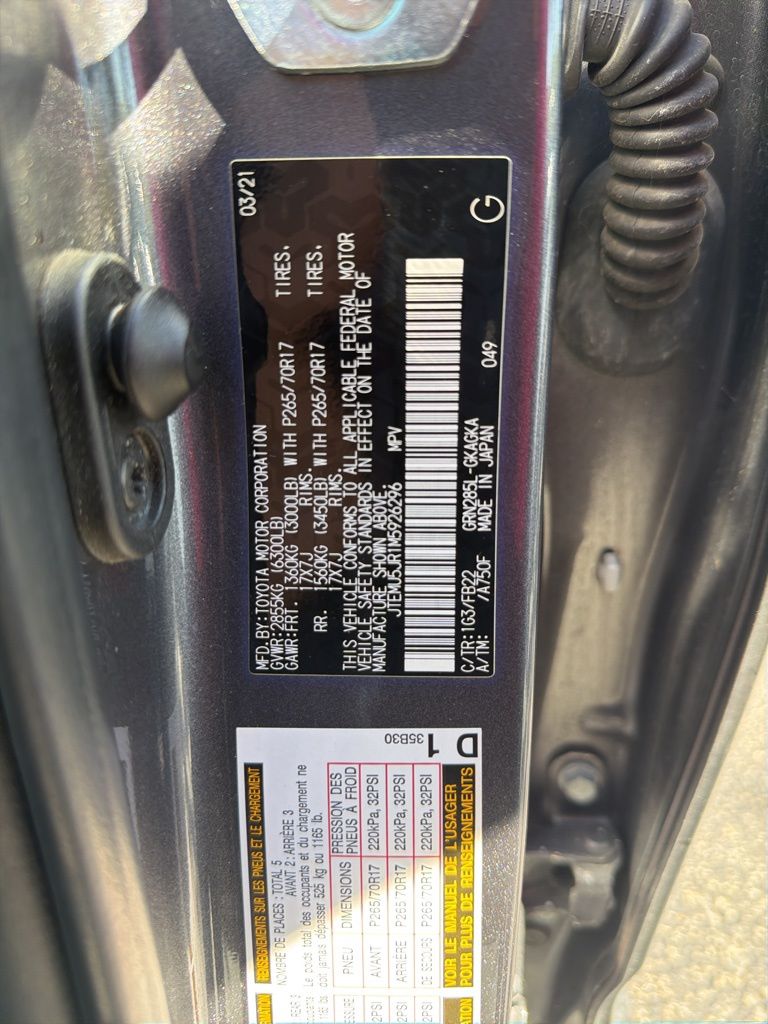 03/21
MFD.BY:TOYOTA MOTOR CORPORATION
GVWR:2855KG (6300LB)
GAWR:FRT. 1360KG (3000LB) WITH P265/70R17 TIRES.
17X7J RIMS.
RR. 1560KG (3450LB) WITH P265/70R17 TIRES.
17X7J RIMS.
THIS VEHICLE CONFORMS TO ALL APPLICABLE FEDERAL MOTOR
VEHICLE SAFETY STANDARDS IN EFFECT ON THE DATE OF
MANUFACTURE SHOWN ABOVE.
JTEMU5JR1M5926296 MPV
C/TR:1G3/FB22 GRN285L-GKAGKA 049
A/TM: /A750F MADE IN JAPAN
G
RENSEIGNEMENTS SUR LES PNEUS ET LE CHARGEMENT
NOMBRE DE PLACES : TOTAL 5
AVANT 2 : ARRIÈRE 3
Le poids total des occupants et du chargement ne
doit jamais dépasser 525 kg ou 1165 lb.
PNEU DIMENSIONS PRESSION DES PNEUS À FROID
AVANT P265/70R17 220kPa, 32PSI
ARRIÈRE P265/70R17 220kPa, 32PSI
DE SECOURS P265/70R17 220kPa, 32PSI
VOIR LE MANUEL DE L'USAGER
POUR PLUS DE RENSEIGNEMENTS
35B30
D1
2PSI
2PSI
2PSI